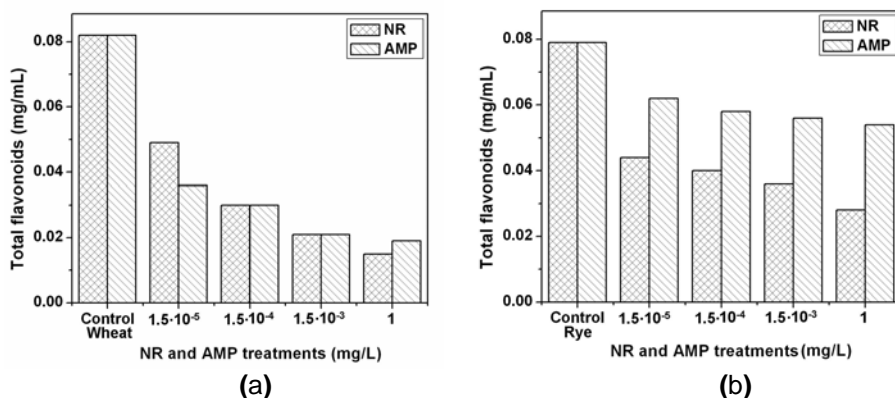 NR
AMP
Total flavonoids (mg/mL)
0.08
0.06
0.04
0.02
0.00
Control Wheat
1.5·10⁻⁵
1.5·10⁻⁴
1.5·10⁻³
1
NR and AMP treatments (mg/L)
(a)
NR
AMP
Total flavonoids (mg/mL)
0.08
0.06
0.04
0.02
0.00
Control Rye
1.5·10⁻⁵
1.5·10⁻⁴
1.5·10⁻³
1
NR and AMP treatments (mg/L)
(b)